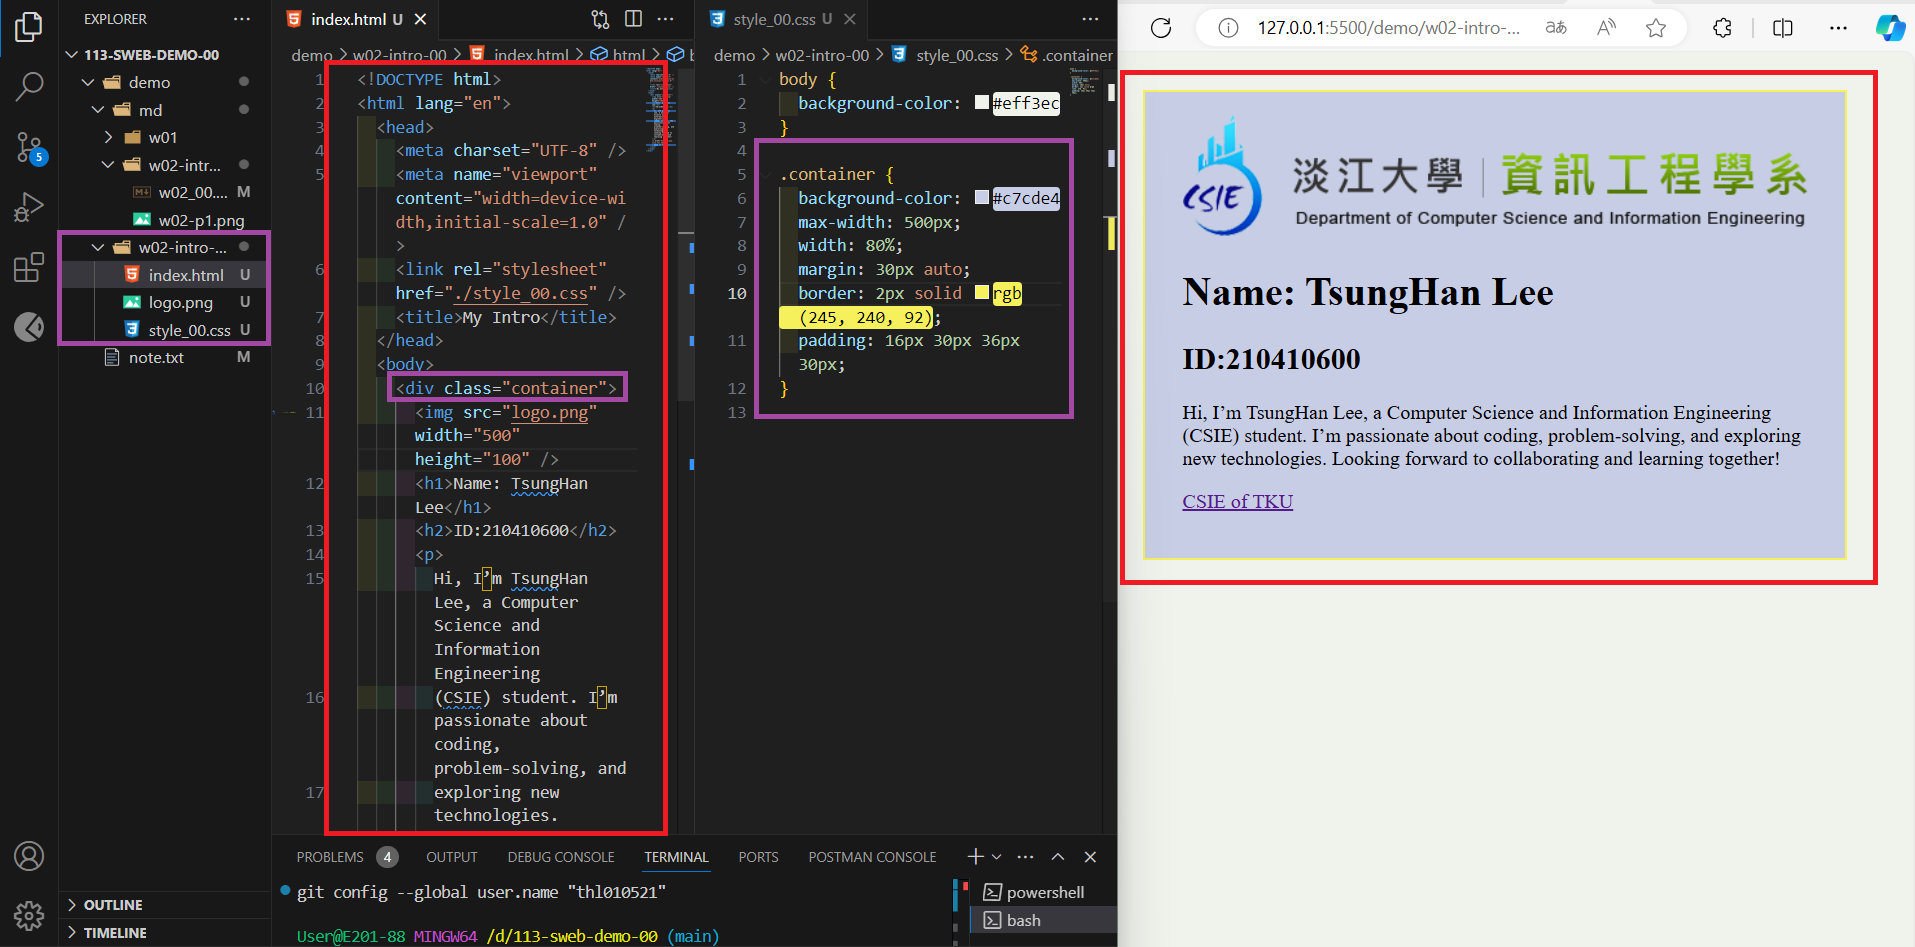 EXPLORER
113-SWEB-DEMO-00
demo
md
w01
w02-intr...
w02_00.... M
w02-p1.png
w02-intro-...
index.html U
logo.png U
style_00.css U
note.txt M
OUTLINE
TIMELINE
5
index.html U
demo > w02-intro-00 > index.html > html > b
1 <!DOCTYPE html>
2 <html lang="en">
3 <head>
4 <meta charset="UTF-8" />
5 <meta name="viewport"
content="width=device-wi
dth,initial-scale=1.0" /
>
6 <link rel="stylesheet"
href="./style_00.css" />
7 <title>My Intro</title>
8 </head>
9 <body>
10 <div class="container">
11 <img src="logo.png"
width="500"
height="100" />
12 <h1>Name: TsungHan
Lee</h1>
13 <h2>ID:210410600</h2>
14 <p>
15 Hi, I’m TsungHan
Lee, a Computer
Science and
Information
Engineering
16 (CSIE) student. I’m
passionate about
coding,
problem-solving, and
17 exploring new
technologies.
style_00.css U
demo > w02-intro-00 > style_00.css > .container
1 body {
2 background-color: #eff3ec
3 }
4
5 .container {
6 background-color: #c7cde4
7 max-width: 500px;
8 width: 80%;
9 margin: 30px auto;
10 border: 2px solid rgb
(245, 240, 92);
11 padding: 16px 30px 36px
30px;
12 }
13
PROBLEMS 4 OUTPUT DEBUG CONSOLE TERMINAL PORTS POSTMAN CONSOLE
git config --global user.name "thl010521"
User@E201-88 MINGW64 /d/113-sweb-demo-00 (main)
powershell
bash
127.0.0.1:5500/demo/w02-intro-...
CSIE 淡江大學 | 資訊工程學系
Department of Computer Science and Information Engineering
Name: TsungHan Lee
ID:210410600
Hi, I’m TsungHan Lee, a Computer Science and Information Engineering
(CSIE) student. I’m passionate about coding, problem-solving, and exploring
new technologies. Looking forward to collaborating and learning together!
CSIE of TKU